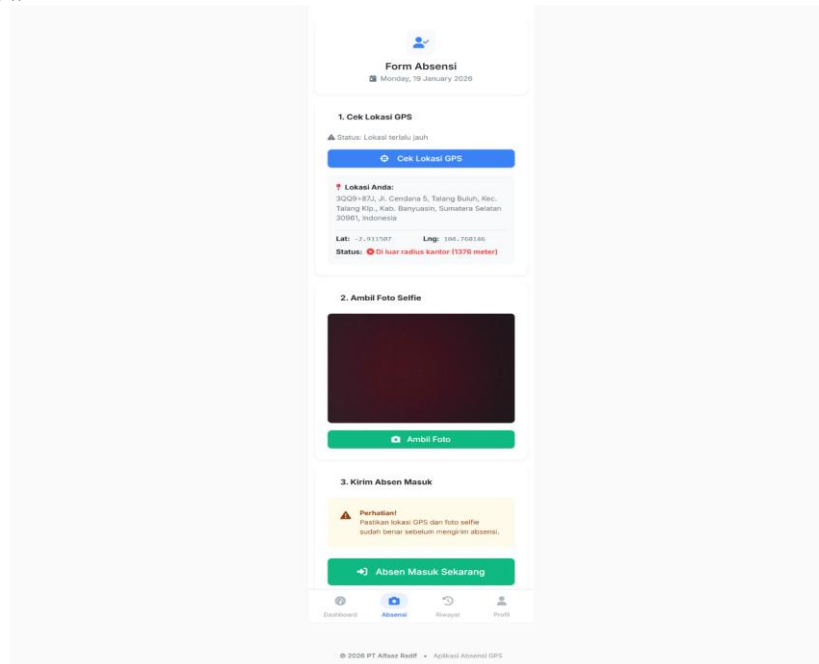 Form Absensi
Monday, 19 January 2026
1. Cek Lokasi GPS
Status: Lokasi terlalu jauh
Cek Lokasi GPS
Lokasi Anda:
3QQ9+87J, Jl. Cendana 5, Talang Buluh, Kec.
Talang Klp., Kab. Banyuasin, Sumatera Selatan
30961, Indonesia
Lat: -2.911507 Lng: 104.768146
Status: Di luar radius kantor (1376 meter)
2. Ambil Foto Selfie
Ambil Foto
3. Kirim Absen Masuk
Perhatian!
Pastikan lokasi GPS dan foto selfie
sudah benar sebelum mengirim absensi.
Absen Masuk Sekarang
Dashboard Absensi Riwayat Profil
© 2026 PT Alfaaz Radif • Aplikasi Absensi GPS